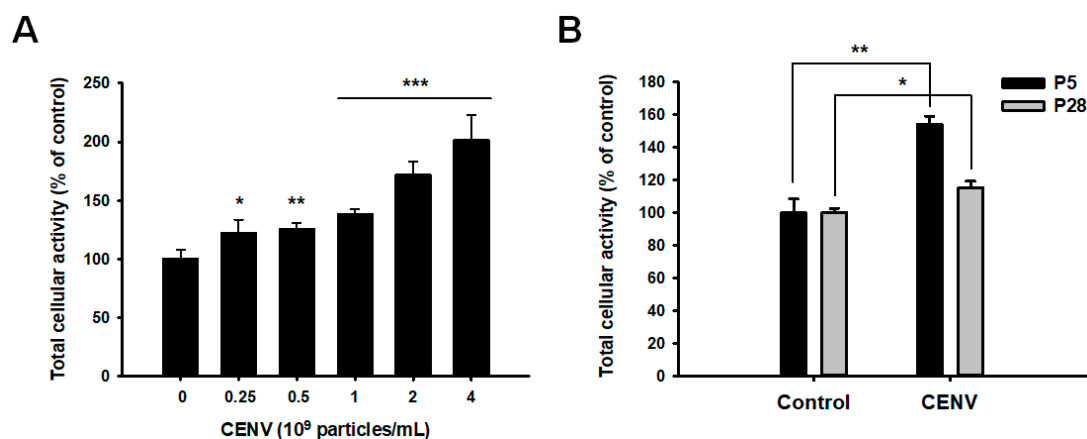 A
Total cellular activity (% of control)
250
200
150
100
50
0
*
**
***
0 0.25 0.5 1 2 4
CENV (10⁹ particles/mL)
B
Total cellular activity (% of control)
180
160
140
120
100
80
60
40
20
0
**
*
P5
P28
Control CENV